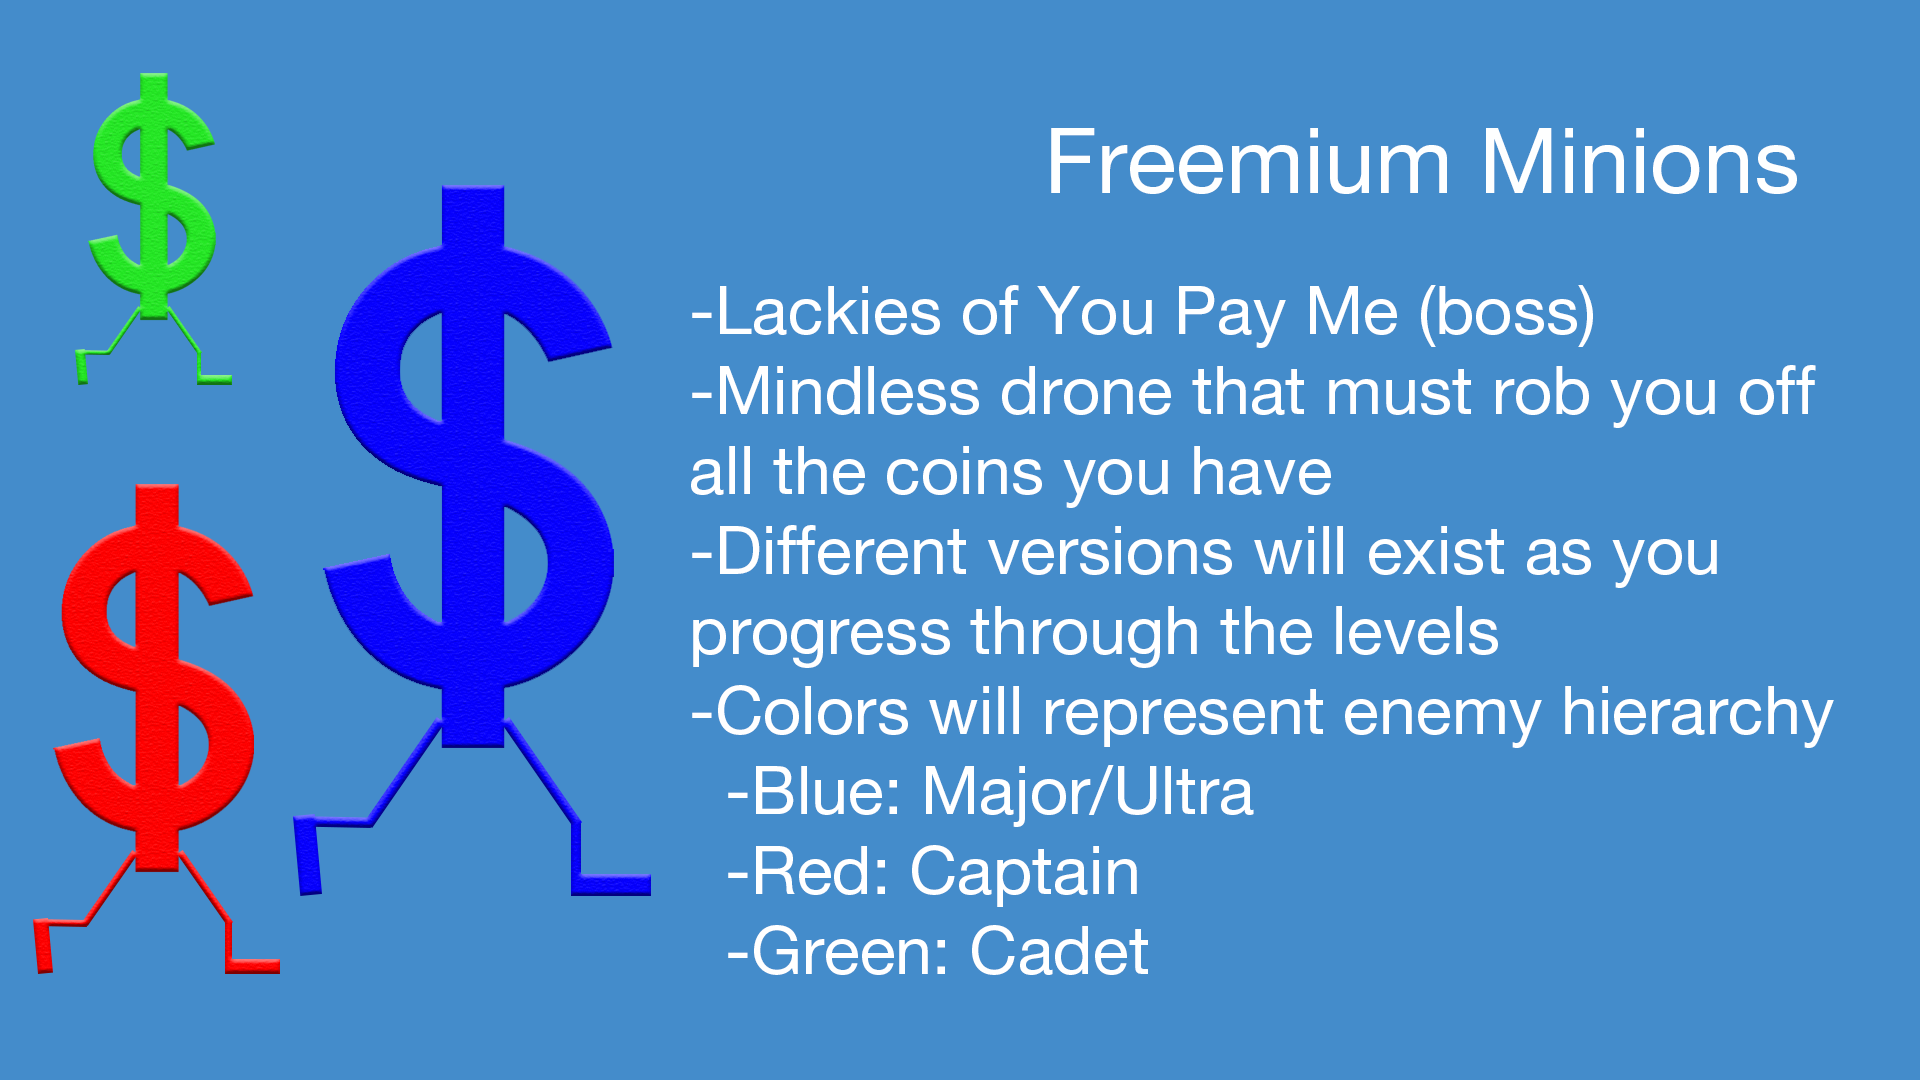 Freemium Minions
-Lackies of You Pay Me (boss)
-Mindless drone that must rob you off
all the coins you have
-Different versions will exist as you
progress through the levels
-Colors will represent enemy hierarchy
-Blue: Major/Ultra
-Red: Captain
-Green: Cadet